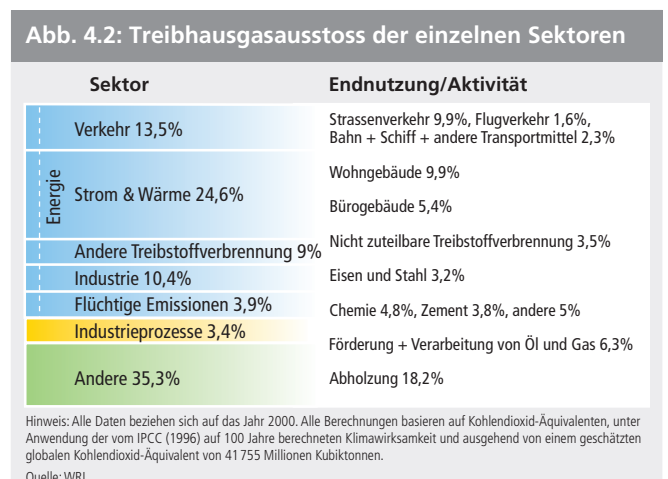 Abb. 4.2: Treibhausgasausstoss der einzelnen Sektoren
Sektor
Endnutzung/Aktivität
Energie
Verkehr 13,5%
Strom & Wärme 24,6%
Andere Treibstoffverbrennung 9%
Industrie 10,4%
Flüchtige Emissionen 3,9%
Industrieprozesse 3,4%
Andere 35,3%
Strassenverkehr 9,9%, Flugverkehr 1,6%,
Bahn + Schiff + andere Transportmittel 2,3%
Wohngebäude 9,9%
Bürogebäude 5,4%
Nicht zuteilbare Treibstoffverbrennung 3,5%
Eisen und Stahl 3,2%
Chemie 4,8%, Zement 3,8%, andere 5%
Förderung + Verarbeitung von Öl und Gas 6,3%
Abholzung 18,2%
Hinweis: Alle Daten beziehen sich auf das Jahr 2000. Alle Berechnungen basieren auf Kohlendioxid-Äquivalenten, unter
Anwendung der vom IPCC (1996) auf 100 Jahre berechneten Klimawirksamkeit und ausgehend von einem geschätzten
globalen Kohlendioxid-Äquivalent von 41 755 Millionen Kubiktonnen.
Quelle: WRI